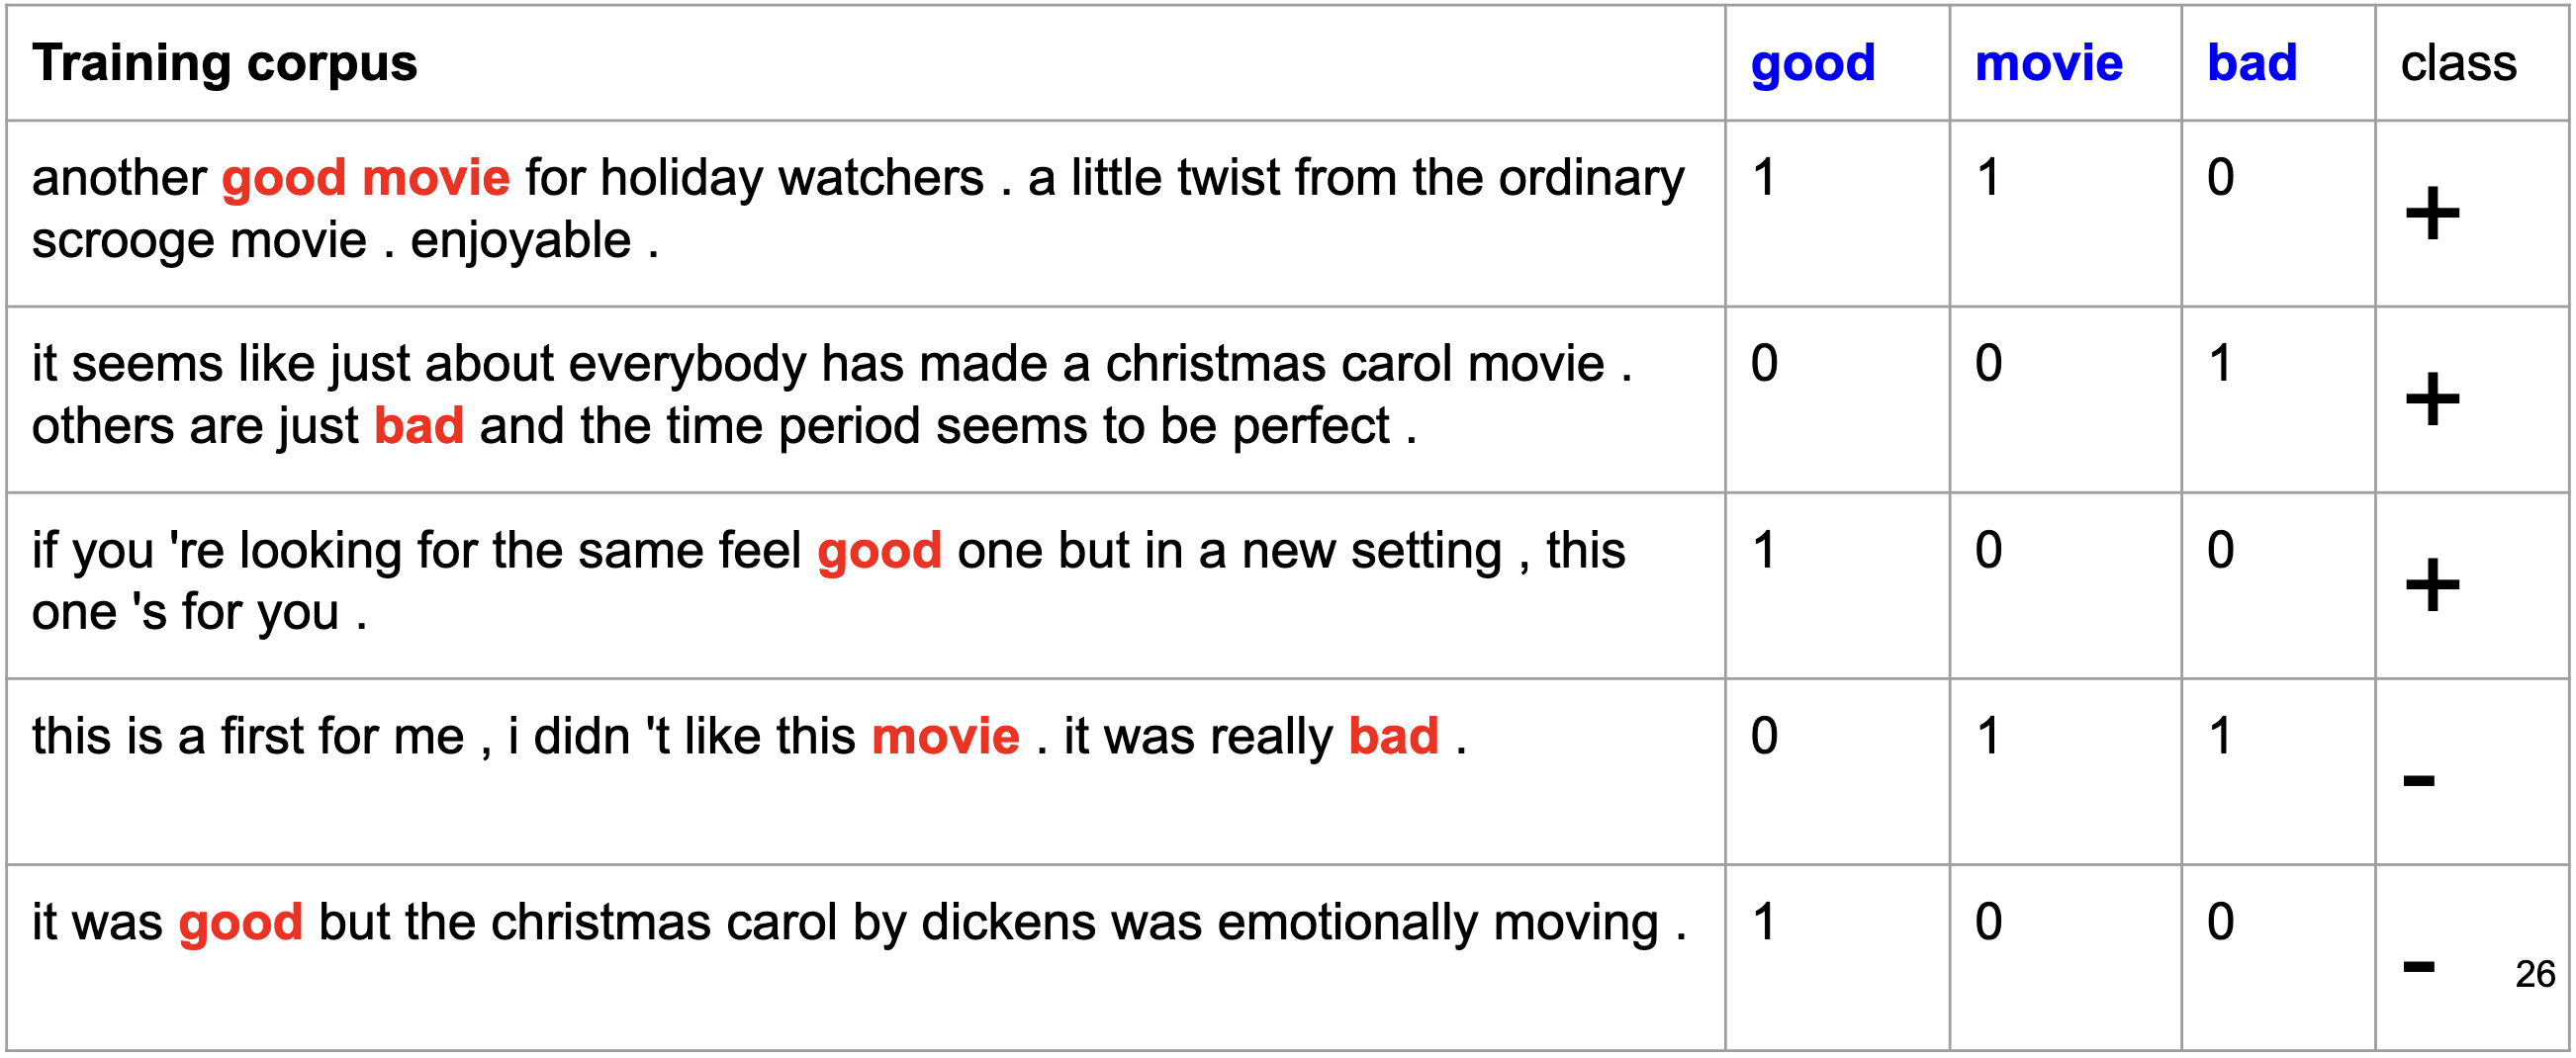 Training corpus good movie bad class
another good movie for holiday watchers . a little twist from the ordinary 1 1 0 +
scrooge movie . enjoyable .
it seems like just about everybody has made a christmas carol movie . 0 0 1 +
others are just bad and the time period seems to be perfect .
if you 're looking for the same feel good one but in a new setting , this 1 0 0 +
one 's for you .
this is a first for me , i didn 't like this movie . it was really bad . 0 1 1 -
it was good but the christmas carol by dickens was emotionally moving . 1 0 0 -
26